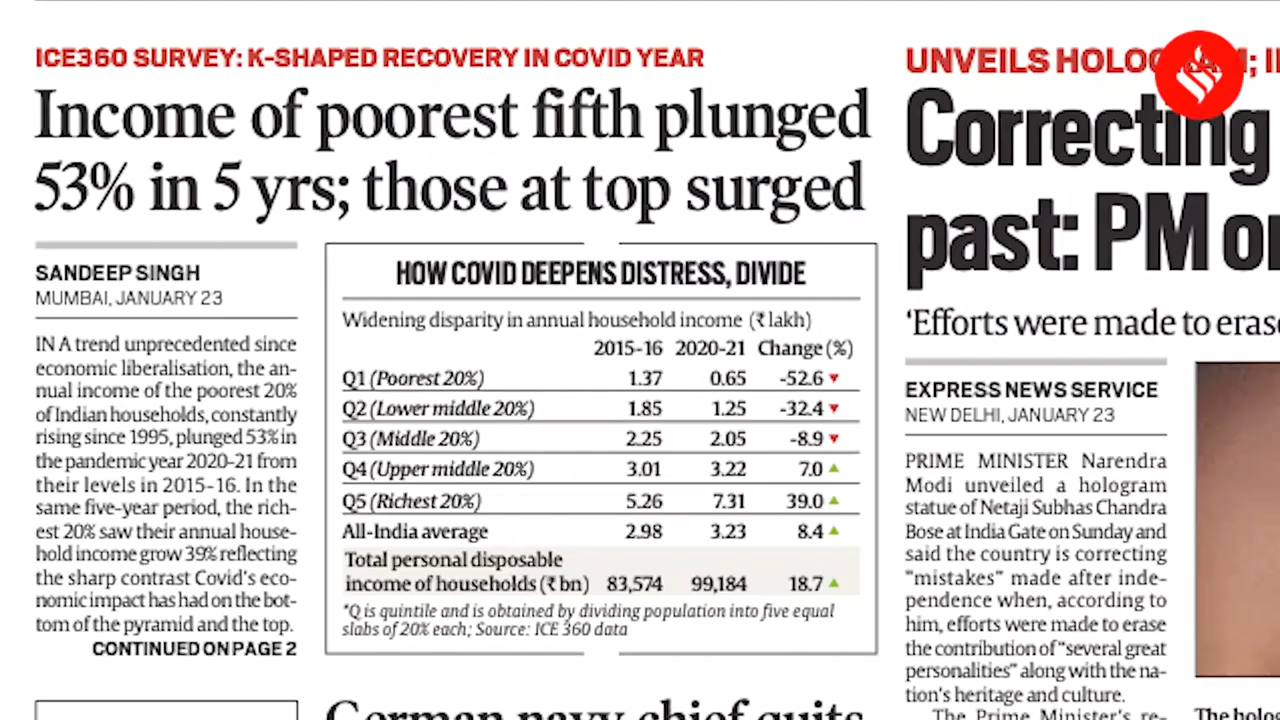 ICE360 SURVEY: K-SHAPED RECOVERY IN COVID YEAR
Income of poorest fifth plunged
53% in 5 yrs; those at top surged
SANDEEP SINGH
MUMBAI, JANUARY 23
IN A trend unprecedented since
economic liberalisation, the an-
nual income of the poorest 20%
of Indian households, constantly
rising since 1995, plunged 53% in
the pandemic year 2020-21 from
their levels in 2015-16. In the
same five-year period, the rich-
est 20% saw their annual house-
hold income grow 39% reflecting
the sharp contrast Covid's eco-
nomic impact has had on the bot-
tom of the pyramid and the top.
CONTINUED ON PAGE 2
HOW COVID DEEPENS DISTRESS, DIVIDE
Widening disparity in annual household income (₹ lakh)
2015-16 2020-21 Change (%)
Q1 (Poorest 20%) 1.37 0.65 -52.6
Q2 (Lower middle 20%) 1.85 1.25 -32.4
Q3 (Middle 20%) 2.25 2.05 -8.9
Q4 (Upper middle 20%) 3.01 3.22 7.0
Q5 (Richest 20%) 5.26 7.31 39.0
All-India average 2.98 3.23 8.4
Total personal disposable
income of households (₹ bn) 83,574 99,184 18.7
*Q is quintile and is obtained by dividing population into five equal
slabs of 20% each; Source: ICE 360 data
German navy chief quits
UNVEILS
Correcting
past: PM
'Efforts were made to erase
EXPRESS NEWS SERVICE
NEW DELHI, JANUARY 23
PRIME MINISTER Narendra
Modi unveiled a hologram
statue of Netaji Subhas Chandra
Bose at India Gate on Sunday and
said the country is correcting
"mistakes" made after inde-
pendence when, according to
him, efforts were made to erase
the contribution of "several great
personalities" along with the na-
tion's heritage and culture.
The Prime Minister's re-
The